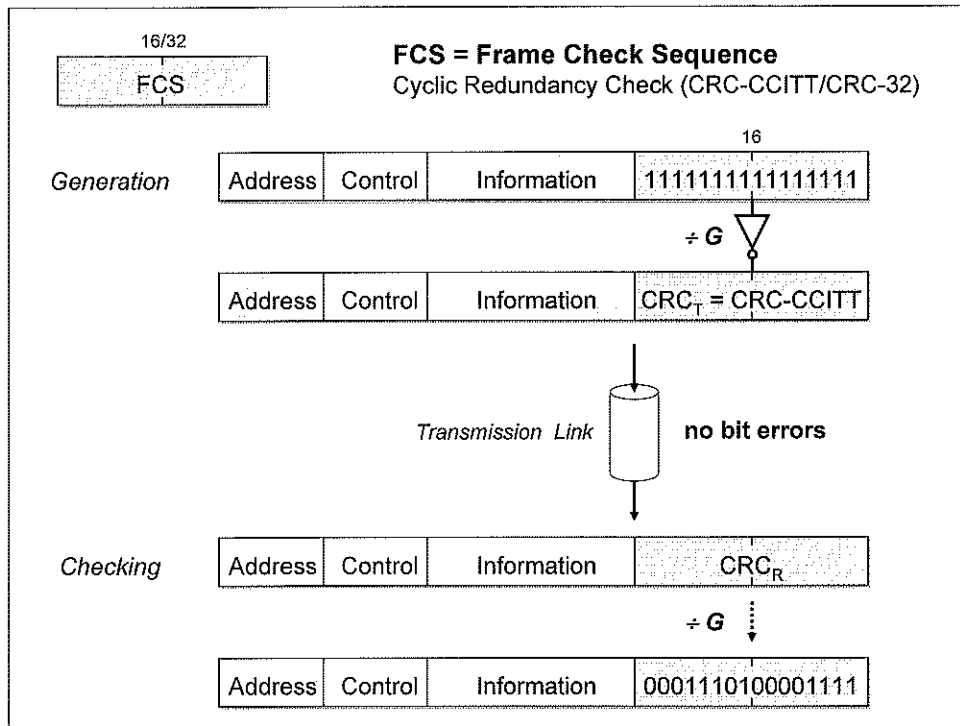 16/32
FCS
FCS = Frame Check Sequence
Cyclic Redundancy Check (CRC-CCITT/CRC-32)
16
Generation Address Control Information 1111111111111111
÷ G
Address Control Information CRC_T = CRC-CCITT
Transmission Link no bit errors
Checking Address Control Information CRC_R
÷ G
Address Control Information 0001110100001111